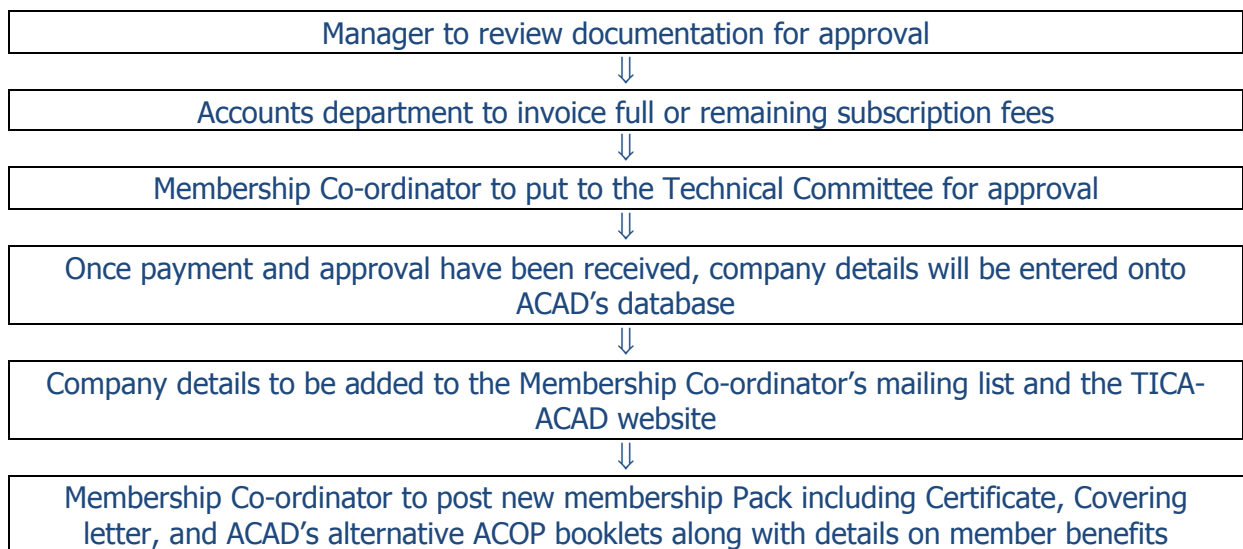 Manager to review documentation for approval
⇓
Accounts department to invoice full or remaining subscription fees
⇓
Membership Co-ordinator to put to the Technical Committee for approval
⇓
Once payment and approval have been received, company details will be entered onto
ACAD’s database
⇓
Company details to be added to the Membership Co-ordinator’s mailing list and the TICA-
ACAD website
⇓
Membership Co-ordinator to post new membership Pack including Certificate, Covering
letter, and ACAD’s alternative ACOP booklets along with details on member benefits